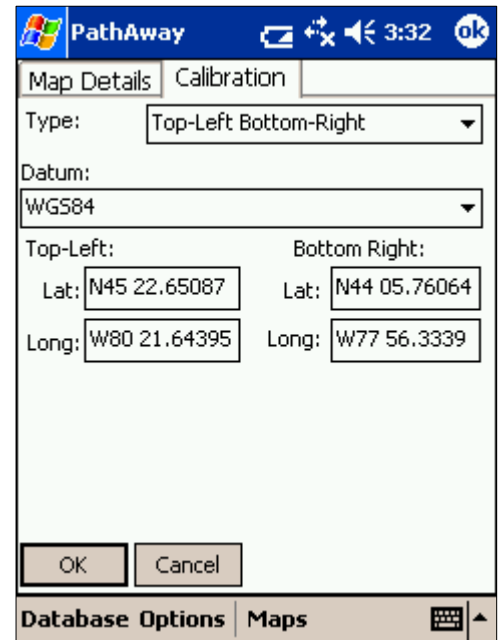 PathAway 3:32 ok
Map Details Calibration
Type: Top-Left Bottom-Right
Datum:
WGS84
Top-Left: Bottom Right:
Lat: N45 22.65087 Lat: N44 05.76064
Long: W80 21.64395 Long: W77 56.3339
OK Cancel
Database Options Maps